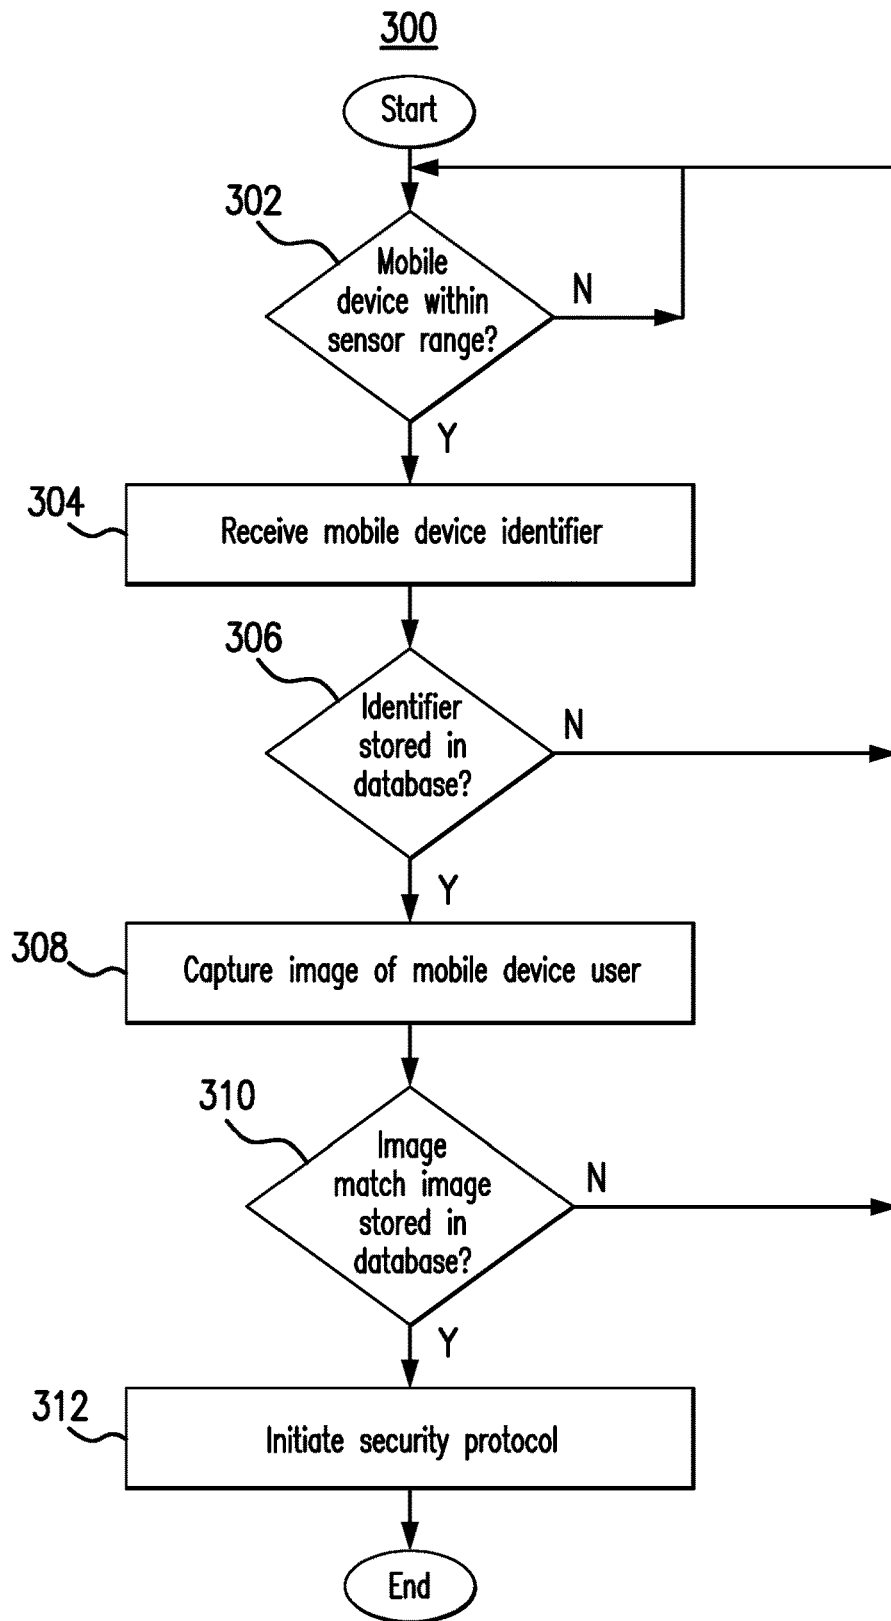 300
Start
302
Mobile
device within
sensor range?
N
Y
304
Receive mobile device identifier
306
Identifier
stored in
database?
N
Y
308
Capture image of mobile device user
310
Image
match image
stored in
database?
N
Y
312
Initiate security protocol
End